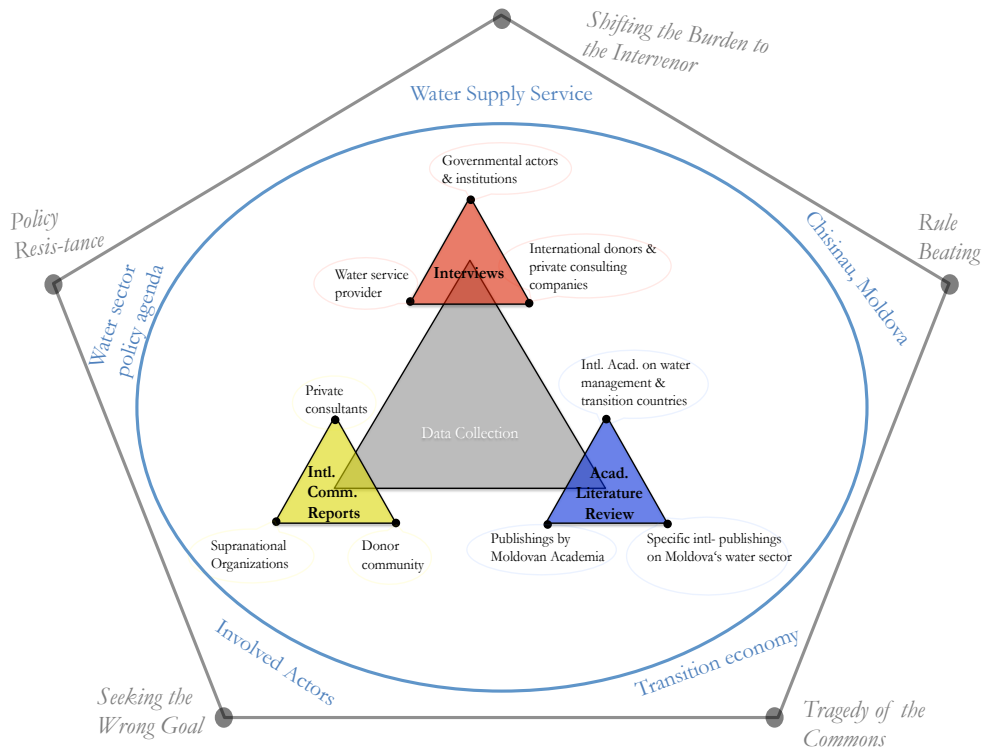 Shifting the Burden to
the Intervenor
Water Supply Service
Governmental actors
& institutions
Policy
Resis-tance
Chisinau, Moldova
Rule
Beating
Water service
provider
Interviews
International donors &
private consulting
companies
Water sector
policy agenda
Intl. Acad. on water
management &
transition countries
Private
consultants
Data Collection
Intl.
Comm.
Reports
Acad.
Literature
Review
Supranational
Organizations
Donor
community
Publishings by
Moldovan Academia
Specific intl- publishings
on Moldova‘s water sector
Involved Actors
Transition economy
Seeking the
Wrong Goal
Tragedy of the
Commons